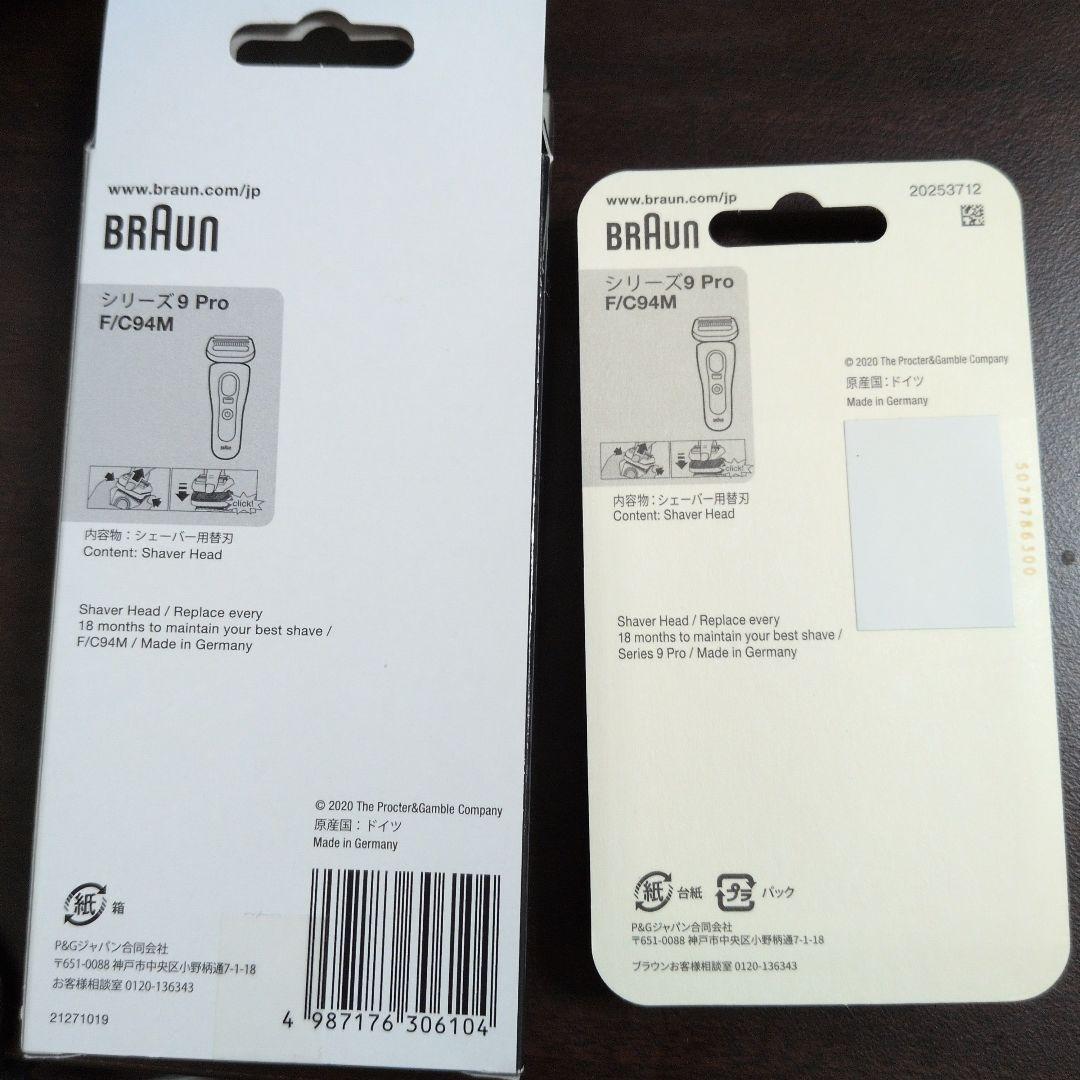 www.braun.com/jp
BRAUN
シリーズ9 Pro
F/C94M
BRAUN
click!
内容物：シェーバー用替刃
Content: Shaver Head
Shaver Head / Replace every
18 months to maintain your best shave /
F/C94M / Made in Germany
© 2020 The Procter&Gamble Company
原産国：ドイツ
Made in Germany
紙 箱
P&Gジャパン合同会社
〒651-0088 神戸市中央区小野柄通7-1-18
お客様相談室 0120-136343
21271019
4 987176 306104
www.braun.com/jp
20253712
BRAUN
シリーズ9 Pro
F/C94M
BRAUN
click!
© 2020 The Procter&Gamble Company
原産国：ドイツ
Made in Germany
5078786300
内容物：シェーバー用替刃
Content: Shaver Head
Shaver Head / Replace every
18 months to maintain your best shave /
Series 9 Pro / Made in Germany
紙 台紙 プラ パック
P&Gジャパン合同会社
〒651-0088 神戸市中央区小野柄通7-1-18
ブラウンお客様相談室 0120-136343